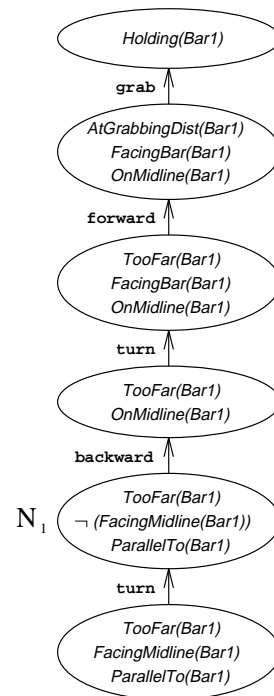 Holding(Bar1)
grab
AtGrabbingDist(Bar1)
FacingBar(Bar1)
OnMidline(Bar1)
forward
TooFar(Bar1)
FacingBar(Bar1)
OnMidline(Bar1)
turn
TooFar(Bar1)
OnMidline(Bar1)
backward
TooFar(Bar1)
N₁ ¬ (FacingMidline(Bar1))
ParallelTo(Bar1)
turn
TooFar(Bar1)
FacingMidline(Bar1)
ParallelTo(Bar1)